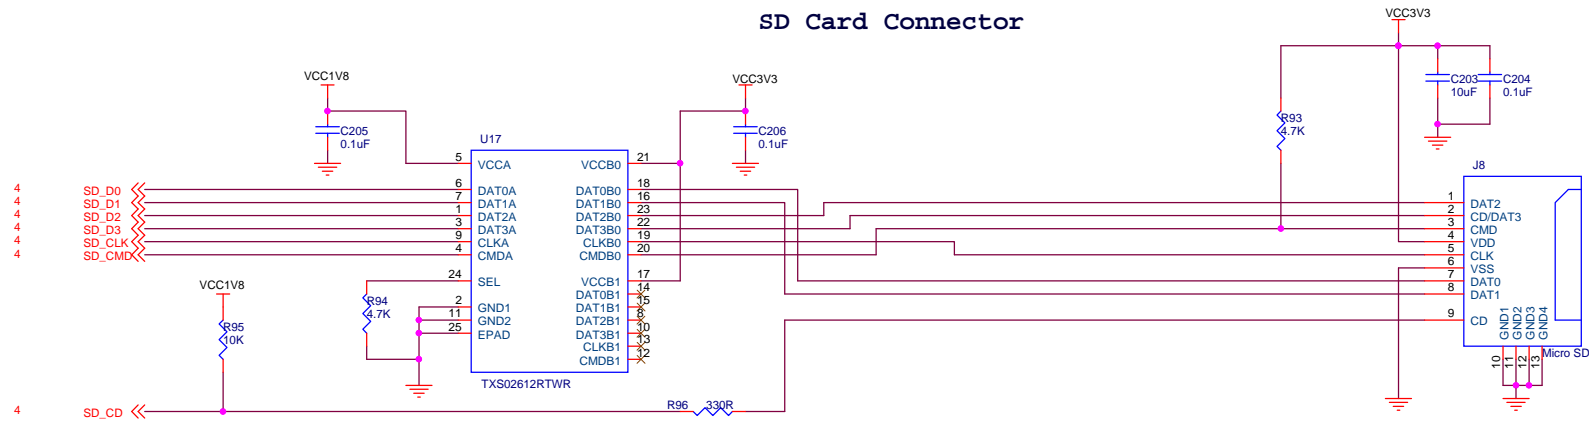 SD Card Connector
VCC3V3
VCC1V8
VCC3V3
C203
10uF
C204
0.1uF
C205
0.1uF
C206
0.1uF
R93
4.7K
U17
J8
5 VCCA VCCB0 21
4 SD_D0 6 DAT0A DAT0B0 18
4 SD_D1 7 DAT1A DAT1B0 16
4 SD_D2 1 DAT2A DAT2B0 23
4 SD_D3 3 DAT3A DAT3B0 22
4 SD_CLK 9 CLKA CLKB0 19
4 SD_CMD 4 CMDA CMDB0 20
24 SEL VCCB1 17
DAT0B1 14
2 GND1 DAT1B1 15
11 GND2 DAT2B1 8
25 EPAD DAT3B1 10
CLKB1 13
CMDB1 12
TXS02612RTWR
1 DAT2
2 CD/DAT3
3 CMD
4 VDD
5 CLK
6 VSS
7 DAT0
8 DAT1
9 CD
GND1
GND2
GND3
GND4
10
11
12
13
Micro SD
VCC1V8
R94
4.7K
R95
10K
4 SD_CD
R96 330R